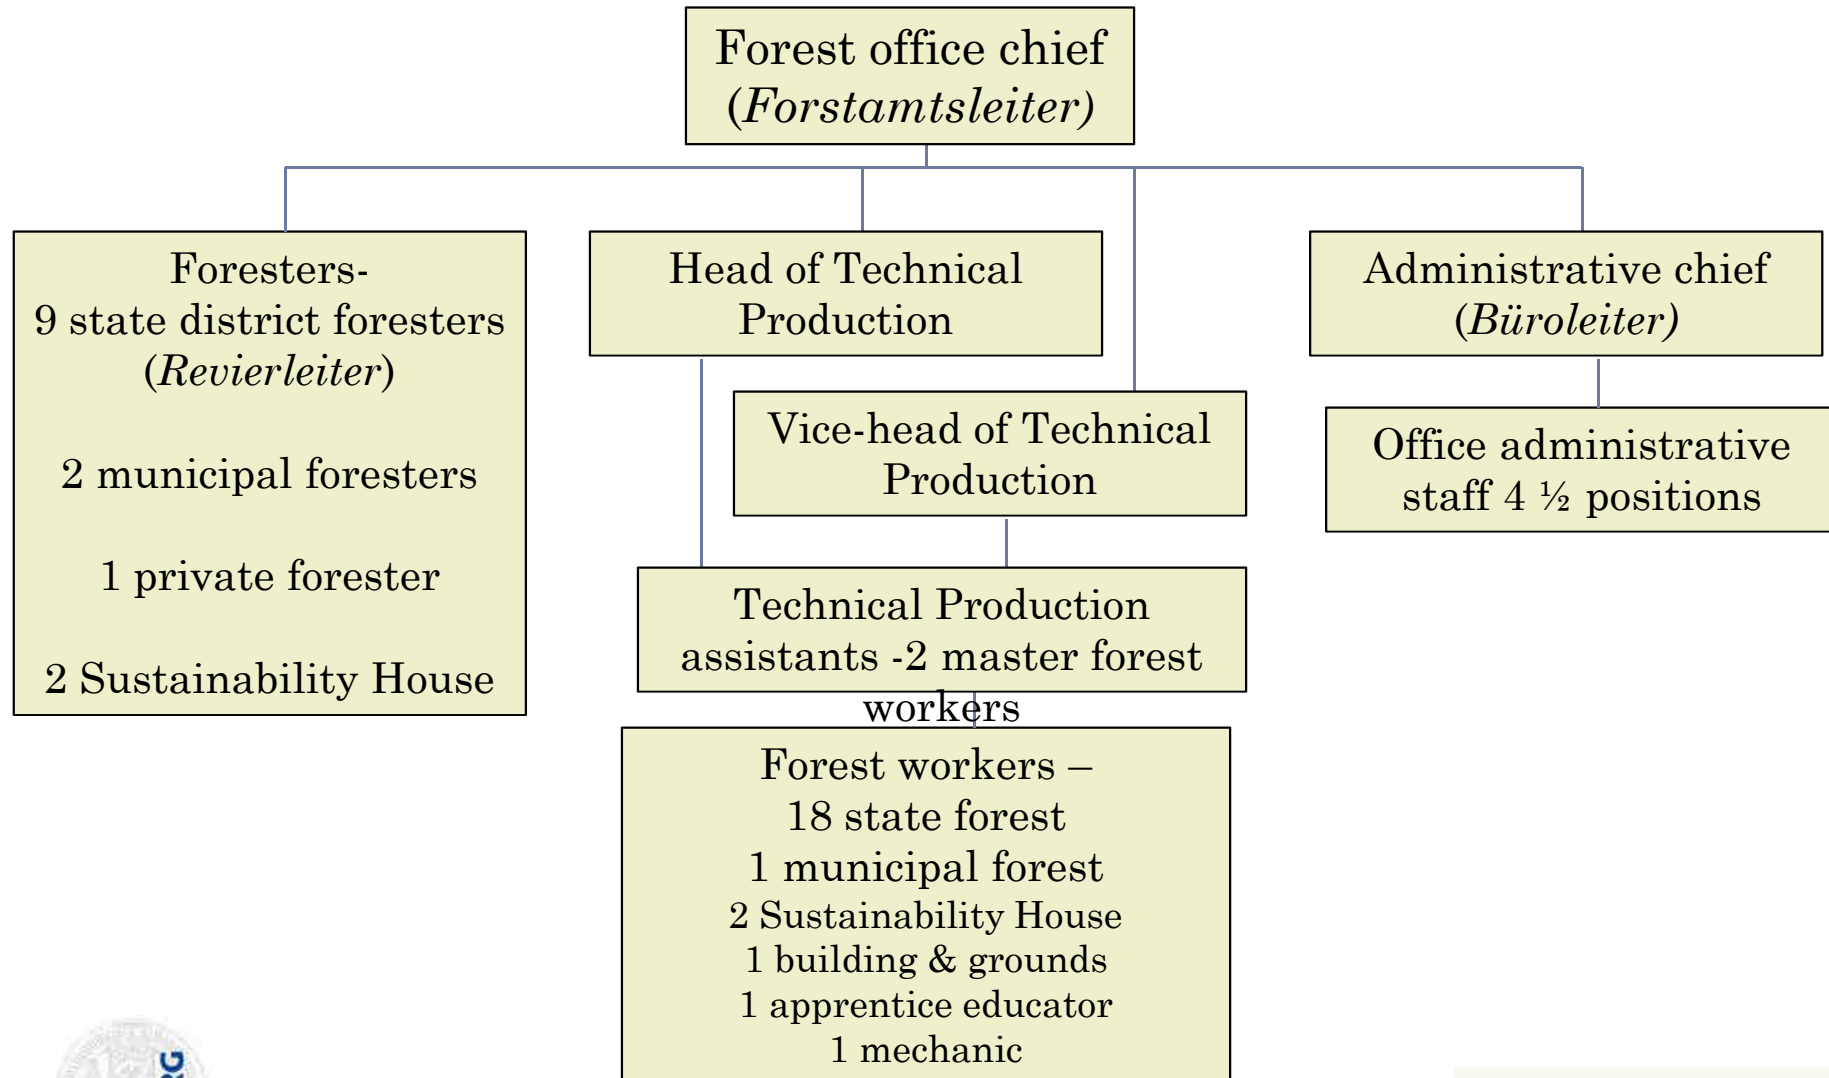 Forest office chief
(Forstamtsleiter)
Foresters-
9 state district foresters
(Revierleiter)
2 municipal foresters
1 private forester
2 Sustainability House
Head of Technical
Production
Vice-head of Technical
Production
Technical Production
assistants -2 master forest
workers
Forest workers –
18 state forest
1 municipal forest
2 Sustainability House
1 building & grounds
1 apprentice educator
1 mechanic
Administrative chief
(Büroleiter)
Office administrative
staff 4 ½ positions